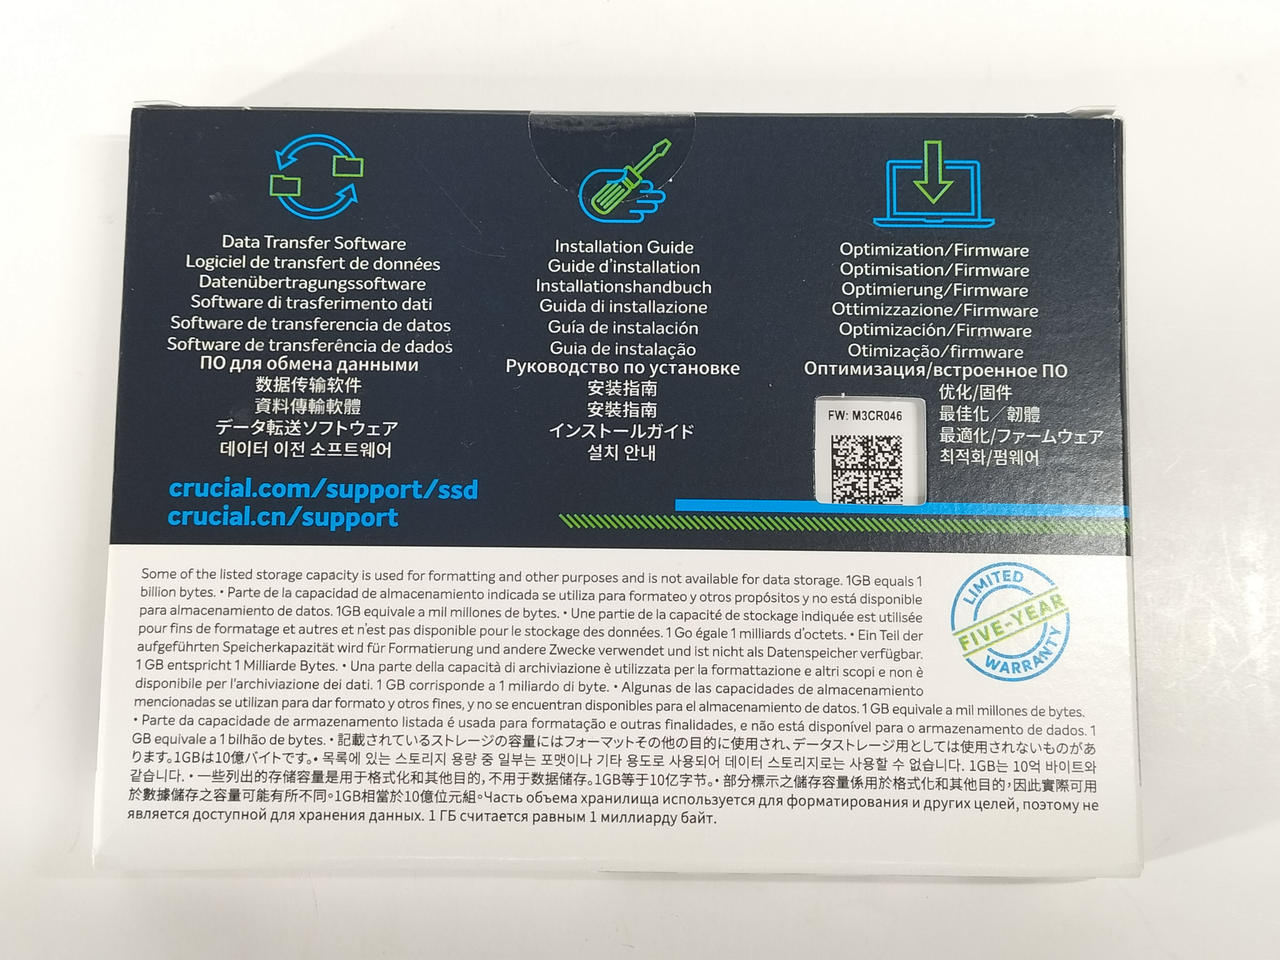 Data Transfer Software
Logiciel de transfert de données
Datenübertragungssoftware
Software di trasferimento dati
Software de transferencia de datos
Software de transferência de dados
ПО для обмена данными
数据传输软件
資料傳輸軟體
データ転送ソフトウェア
데이터 이전 소프트웨어
crucial.com/support/ssd
crucial.cn/support
Installation Guide
Guide d'installation
Installationshandbuch
Guida di installazione
Guía de instalación
Guia de instalação
Руководство по установке
安装指南
安裝指南
インストールガイド
설치 안내
Optimization/Firmware
Optimisation/Firmware
Optimierung/Firmware
Ottimizzazione/Firmware
Optimización/Firmware
Otimização/firmware
Оптимизация/встроенное ПО
优化/固件
最佳化／韌體
最適化/ファームウェア
최적화/펌웨어
FW: M3CR046
Some of the listed storage capacity is used for formatting and other purposes and is not available for data storage. 1GB equals 1
billion bytes. • Parte de la capacidad de almacenamiento indicada se utiliza para formateo y otros propósitos y no está disponible
para almacenamiento de datos. 1GB equivale a mil millones de bytes. • Une partie de la capacité de stockage indiquée est utilisée
pour fins de formatage et autres et n'est pas disponible pour le stockage des données. 1 Go égale 1 milliards d'octets. • Ein Teil der
aufgeführten Speicherkapazität wird für Formatierung und andere Zwecke verwendet und ist nicht als Datenspeicher verfügbar.
1 GB entspricht 1 Milliarde Bytes. • Una parte della capacità di archiviazione è utilizzata per la formattazione e altri scopi e non è
disponibile per l'archiviazione dei dati. 1 GB corrisponde a 1 miliardo di byte. • Algunas de las capacidades de almacenamiento
mencionadas se utilizan para dar formato y otros fines, y no se encuentran disponibles para el almacenamiento de datos. 1 GB equivale a mil millones de bytes.
• Parte da capacidade de armazenamento listada é usada para formatação e outras finalidades, e não está disponível para o armazenamento de dados. 1
GB equivale a 1 bilhão de bytes. • 記載されているストレージの容量にはフォーマットその他の目的に使用され、データストレージ用としては使用されないものがあ
ります。1GBは10億バイトです。• 목록에 있는 스토리지 용량 중 일부는 포맷이나 기타 용도로 사용되어 데이터 스토리지로는 사용할 수 없습니다. 1GB는 10억 바이트와
같습니다. • 一些列出的存储容量是用于格式化和其他目的，不用于数据储存。1GB等于10亿字节。• 部分標示之儲存容量係用於格式化和其他目的，因此實際可用
於數據儲存之容量可能有所不同。1GB相當於10億位元組。Часть объема хранилища используется для форматирования и других целей, поэтому не
является доступной для хранения данных. 1 ГБ считается равным 1 миллиарду байт.
LIMITED
FIVE-YEAR
WARRANTY